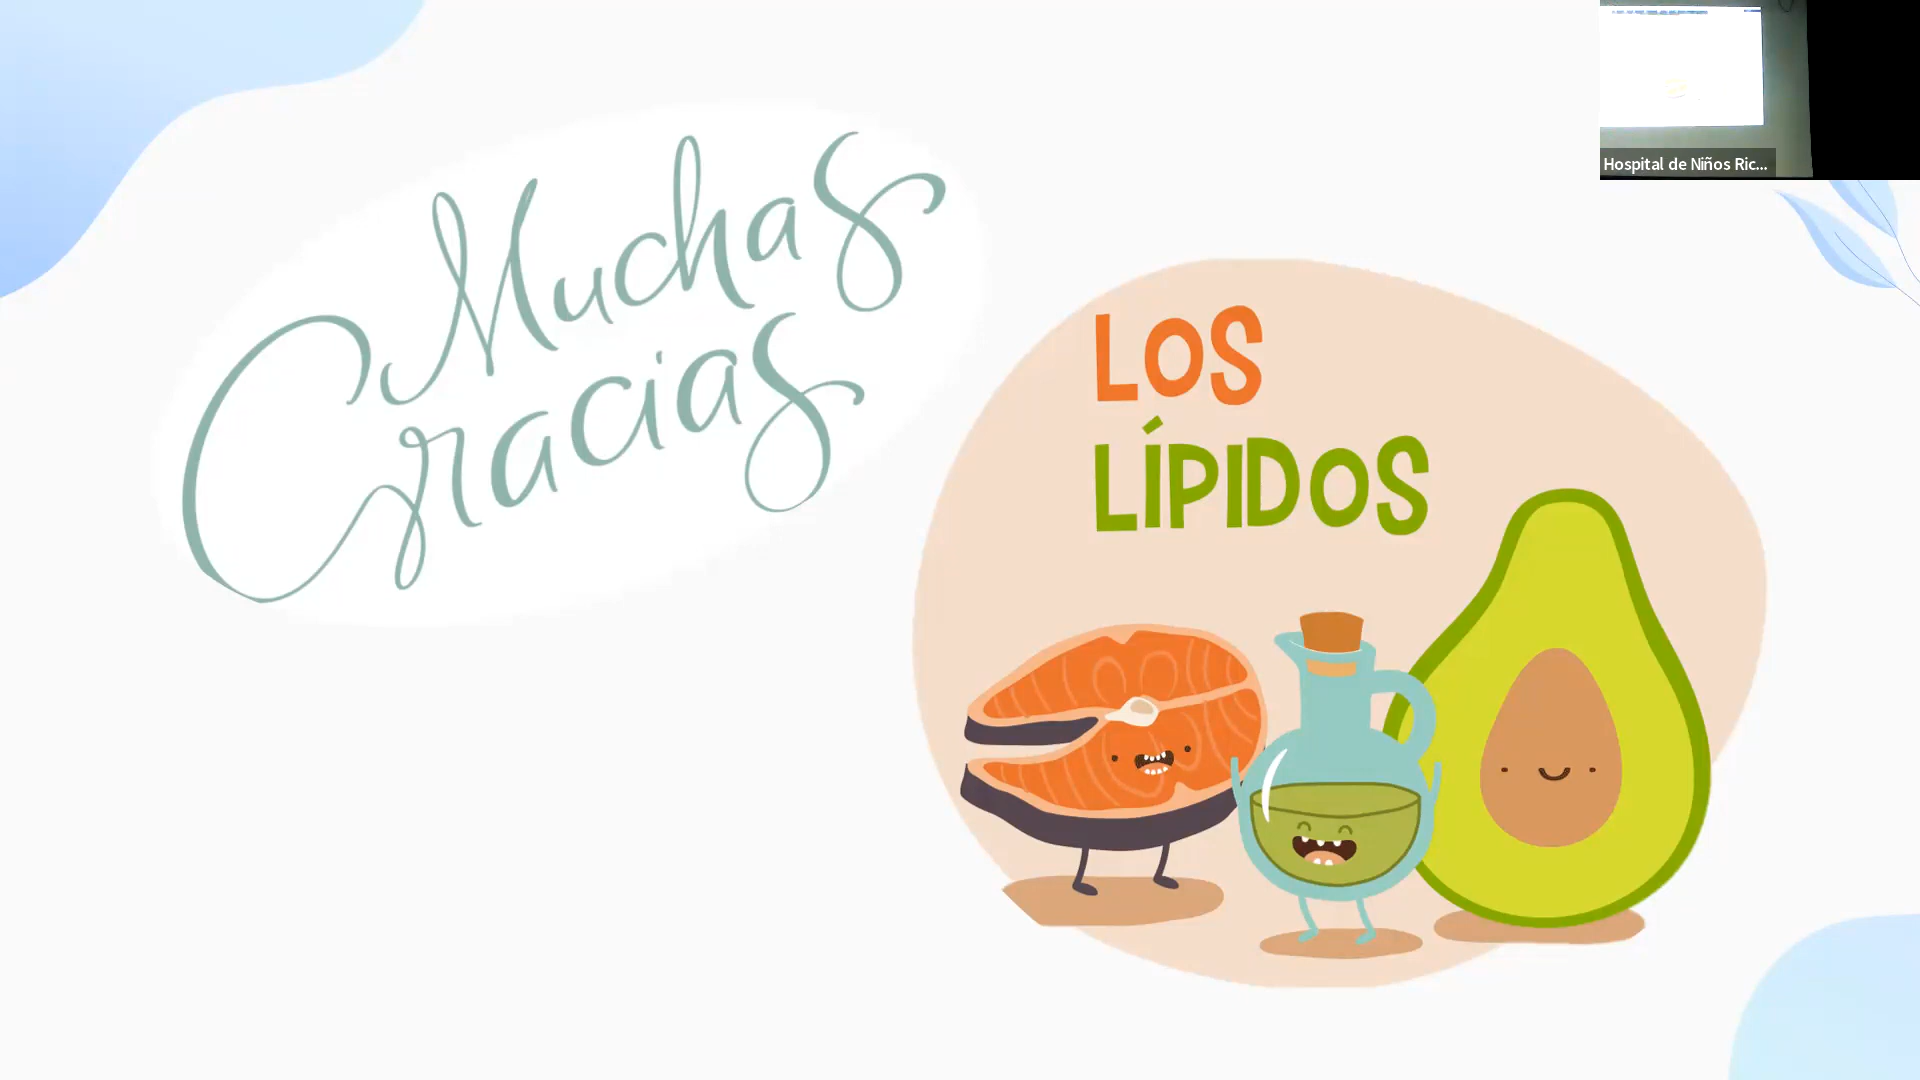 Muchas
Gracias
LOS
LÍPIDOS
Hospital de Niños Ric...